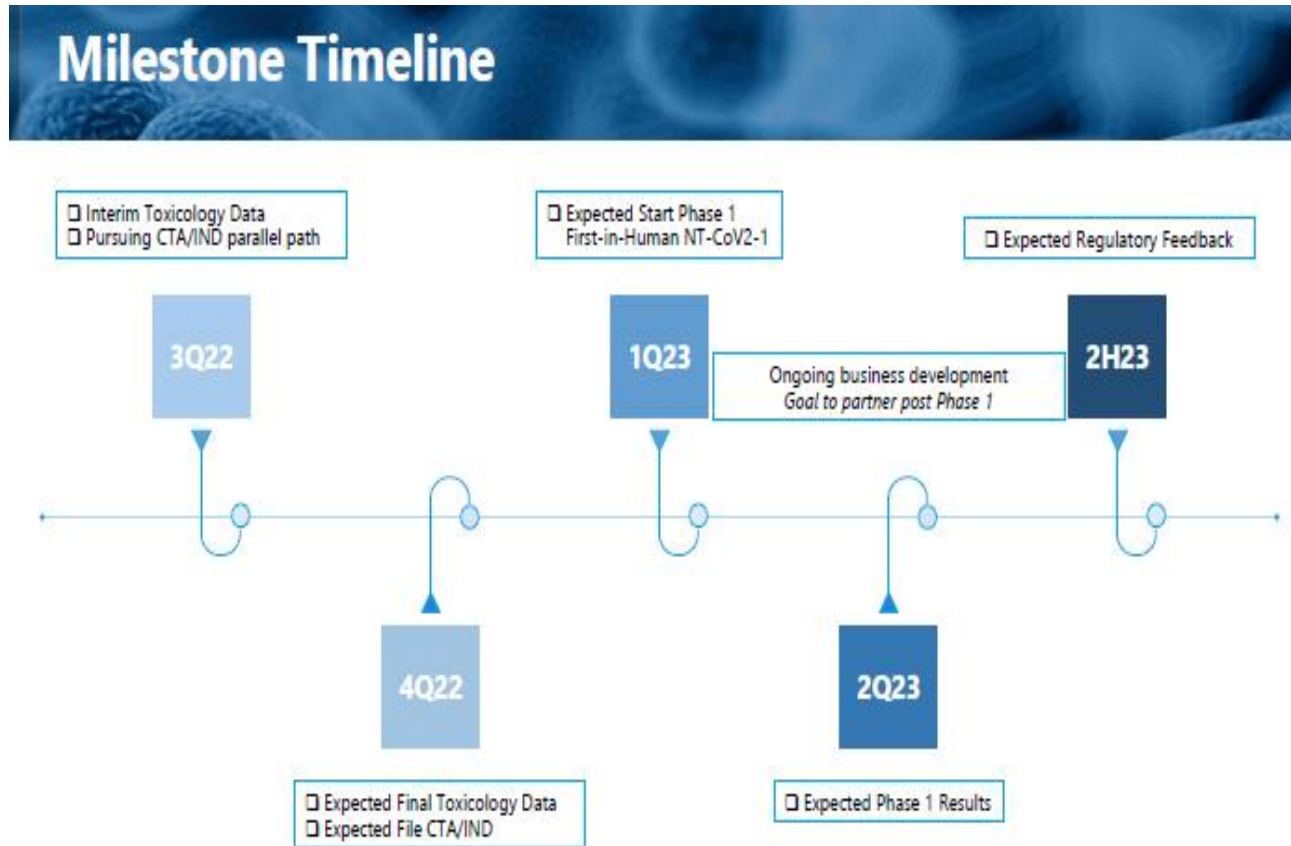 Milestone Timeline
❑ Interim Toxicology Data
❑ Pursuing CTA/IND parallel path
❑ Expected Start Phase 1
First-in-Human NT-CoV2-1
❑ Expected Regulatory Feedback
3Q22
1Q23
Ongoing business development
Goal to partner post Phase 1
2H23
4Q22
2Q23
❑ Expected Final Toxicology Data
❑ Expected File CTA/IND
❑ Expected Phase 1 Results